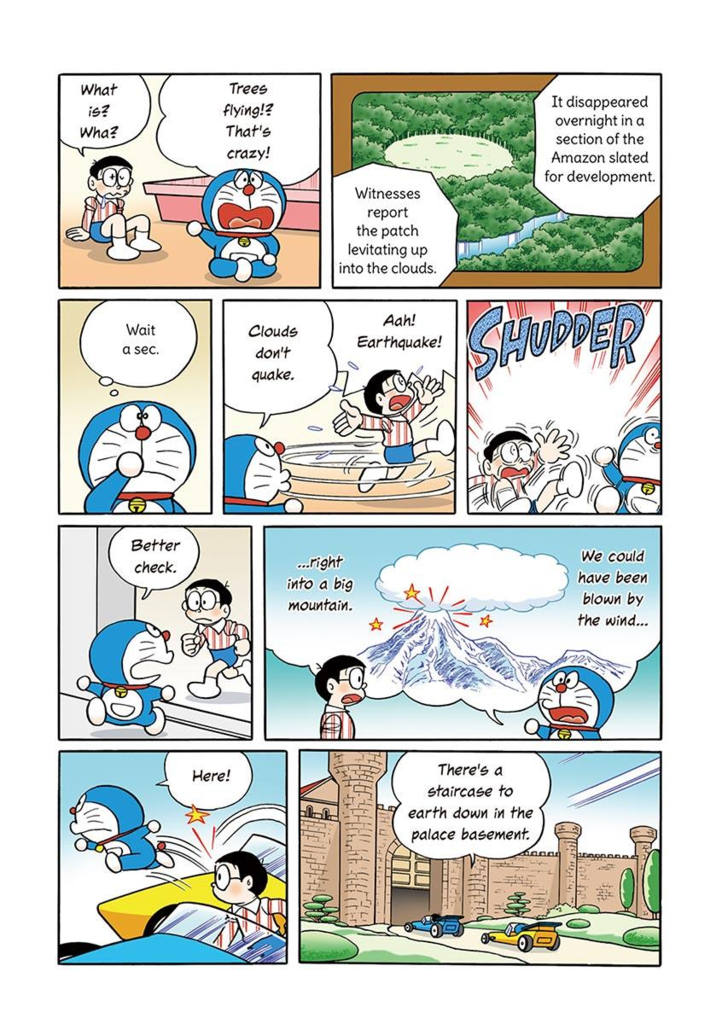 It disappeared
overnight in a
section of the
Amazon slated
for development.
Witnesses
report
the patch
levitating up
into the clouds.
Trees
flying!?
That's
crazy!
What
is?
Wha?
SHUDDER
Aah!
Earthquake!
Clouds
don't
quake.
Wait
a sec.
We could
have been
blown by
the wind...
...right
into a big
mountain.
Better
check.
There's a
staircase to
earth down in the
palace basement.
Here!